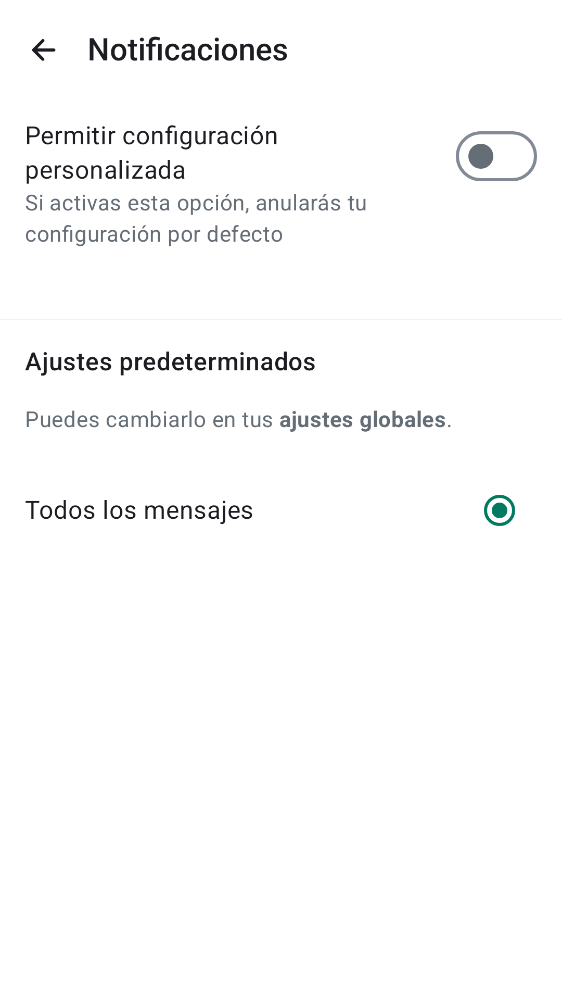 Notificaciones
Permitir configuración
personalizada
Si activas esta opción, anularás tu
configuración por defecto
Ajustes predeterminados
Puedes cambiarlo en tus ajustes globales.
Todos los mensajes